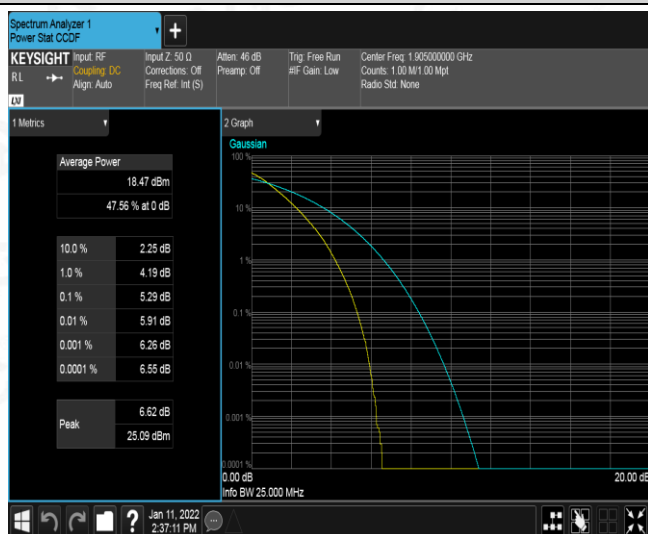 Spectrum Analyzer 1
Power Stat CCDF
+
KEYSIGHT
RL
LXI
Input: RF
Coupling: DC
Align: Auto
Input Z: 50 Ω
Corrections: Off
Freq Ref: Int (S)
Atten: 46 dB
Preamp: Off
Trig: Free Run
#IF Gain: Low
Center Freq: 1.905000000 GHz
Counts: 1.00 M/1.00 Mpt
Radio Std: None
1 Metrics
Average Power
18.47 dBm
47.56 % at 0 dB
10.0 % 2.25 dB
1.0 % 4.19 dB
0.1 % 5.29 dB
0.01 % 5.91 dB
0.001 % 6.26 dB
0.0001 % 6.55 dB
Peak
6.62 dB
25.09 dBm
2 Graph
Gaussian
100 %
10 %
1 %
0.1 %
0.01 %
0.001 %
0.0001 %
0.00 dB 20.00 dB
Info BW 25.000 MHz
?
Jan 11, 2022
2:37:11 PM